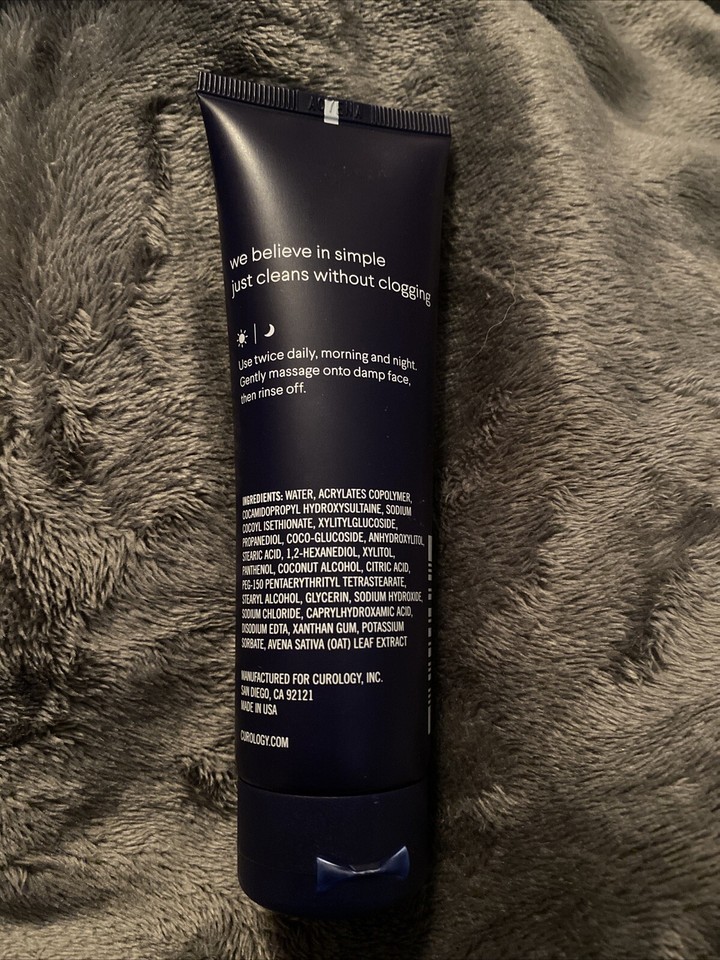 we believe in simple
just cleans without clogging
Use twice daily, morning and night.
Gently massage onto damp face,
then rinse off.
INGREDIENTS: WATER, ACRYLATES COPOLYMER,
COCAMIDOPROPYL HYDROXYSULTAINE, SODIUM
COCOYL ISETHIONATE, XYLITYLGLUCOSIDE,
PROPANEDIOL, COCO-GLUCOSIDE, ANHYDROXYLITOL,
STEARIC ACID, 1,2-HEXANEDIOL, XYLITOL,
PANTHENOL, COCONUT ALCOHOL, CITRIC ACID,
PEG-150 PENTAERYTHRITYL TETRASTEARATE,
STEARYL ALCOHOL, GLYCERIN, SODIUM HYDROXIDE,
SODIUM CHLORIDE, CAPRYLHYDROXAMIC ACID,
DISODIUM EDTA, XANTHAN GUM, POTASSIUM
SORBATE, AVENA SATIVA (OAT) LEAF EXTRACT
MANUFACTURED FOR CUROLOGY, INC.
SAN DIEGO, CA 92121
MADE IN USA
CUROLOGY.COM